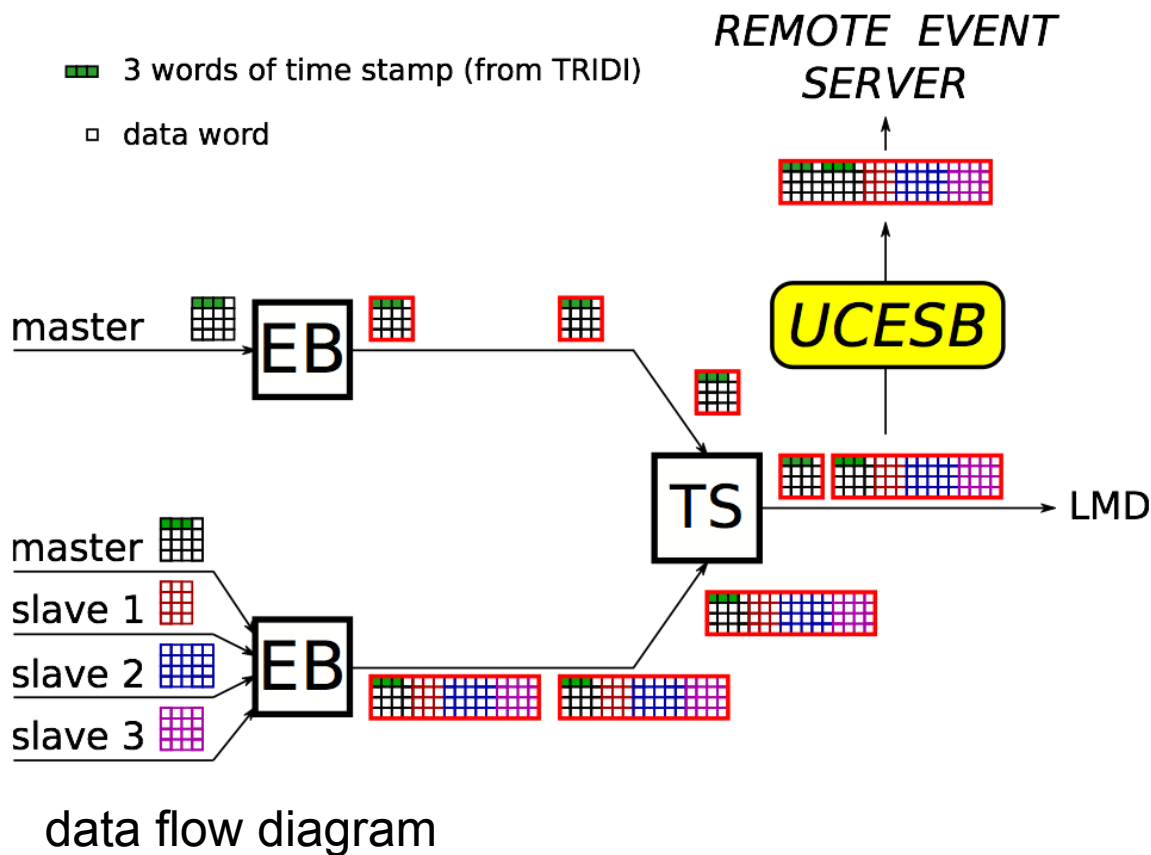 REMOTE EVENT
SERVER
3 words of time stamp (from TRIDI)
data word
master
EB
UCESB
TS
LMD
master
slave 1
slave 2
slave 3
EB
data flow diagram